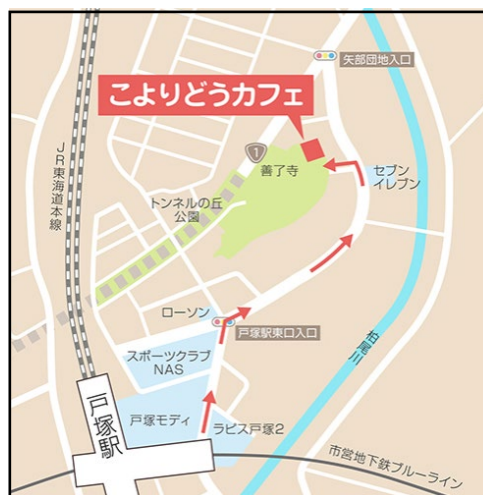 矢部団地入口
こよりどうカフェ
1
善了寺
セブン
イレブン
JR東海道本線
トンネルの丘
公園
ローソン
戸塚駅東口入口
スポーツクラブ
NAS
柏尾川
戸塚モディ
ラピス戸塚2
戸塚駅
市営地下鉄ブルーライン